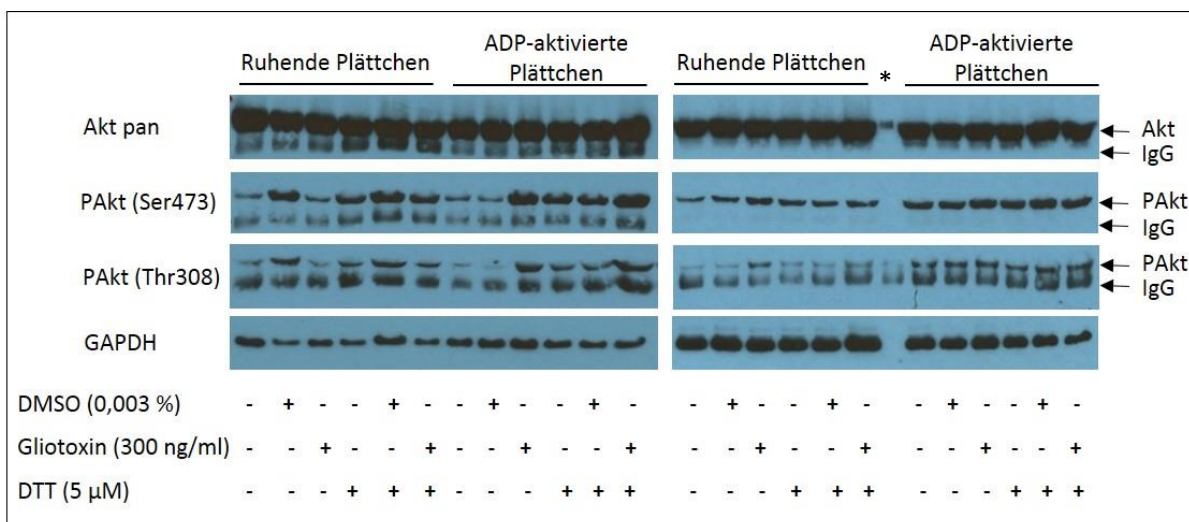 ADP-aktivierte
Plättchen
Ruhende Plättchen
ADP-aktivierte
Plättchen
Ruhende Plättchen
*
Akt pan
Akt
IgG
PAkt (Ser473)
PAkt
IgG
PAkt (Thr308)
PAkt
IgG
GAPDH
DMSO (0,003 %) - + - - + - - + - - + - - + - - + - - + - - + -
Gliotoxin (300 ng/ml) - - + - - + - - + - - + - - + - - + - - + - - +
DTT (5 µM) - - - + + + - - - + + + - - - + + + - - - + + +